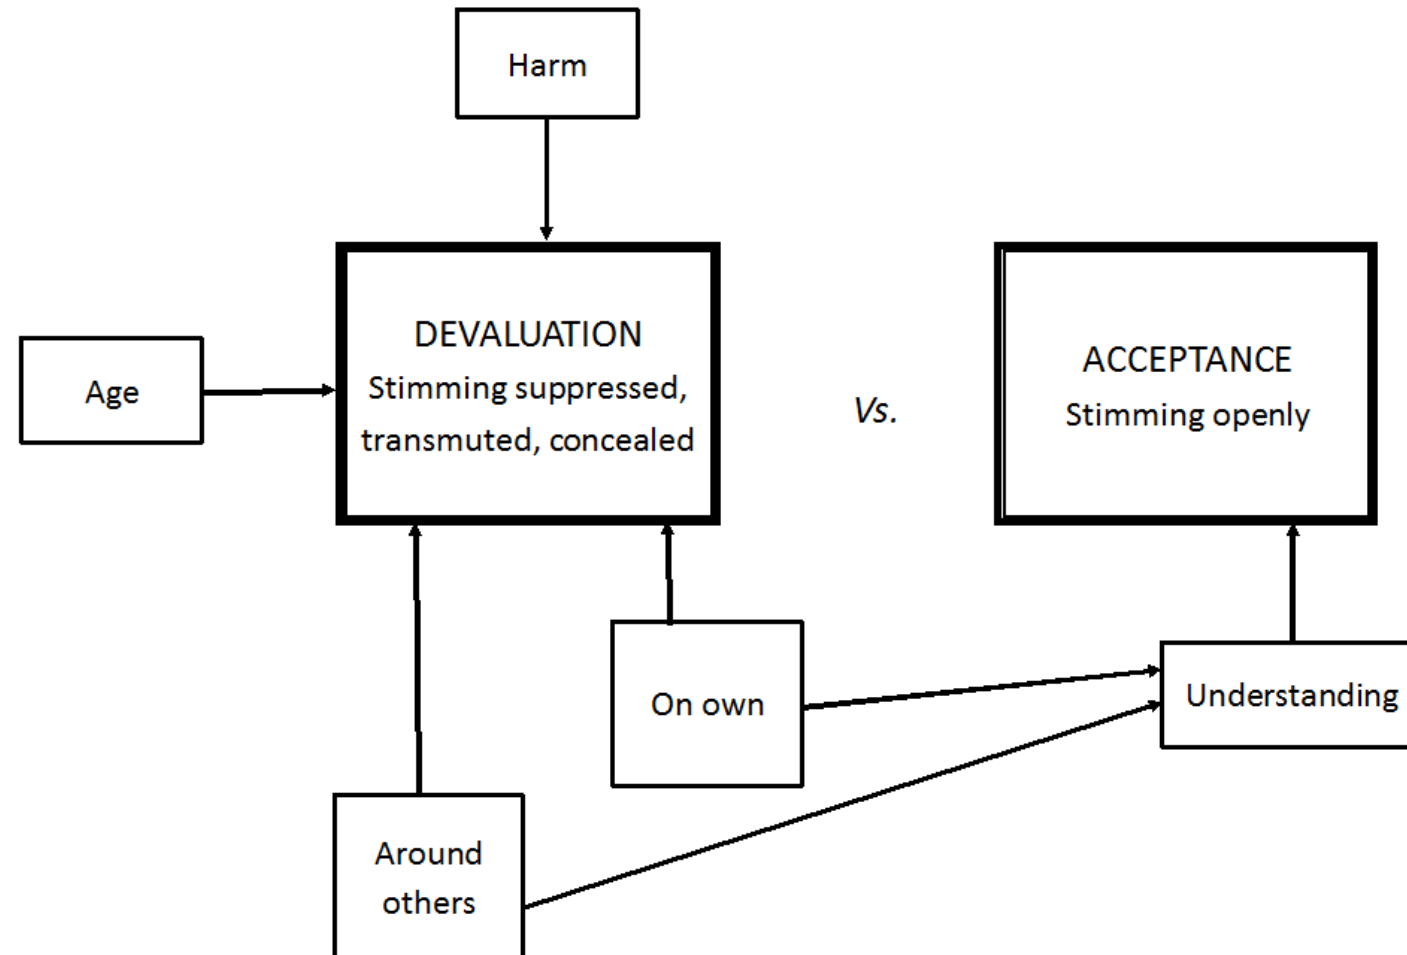 Harm
DEVALUATION
Stimming suppressed,
transmuted, concealed
Age
Vs.
ACCEPTANCE
Stimming openly
On own
Understanding
Around
others